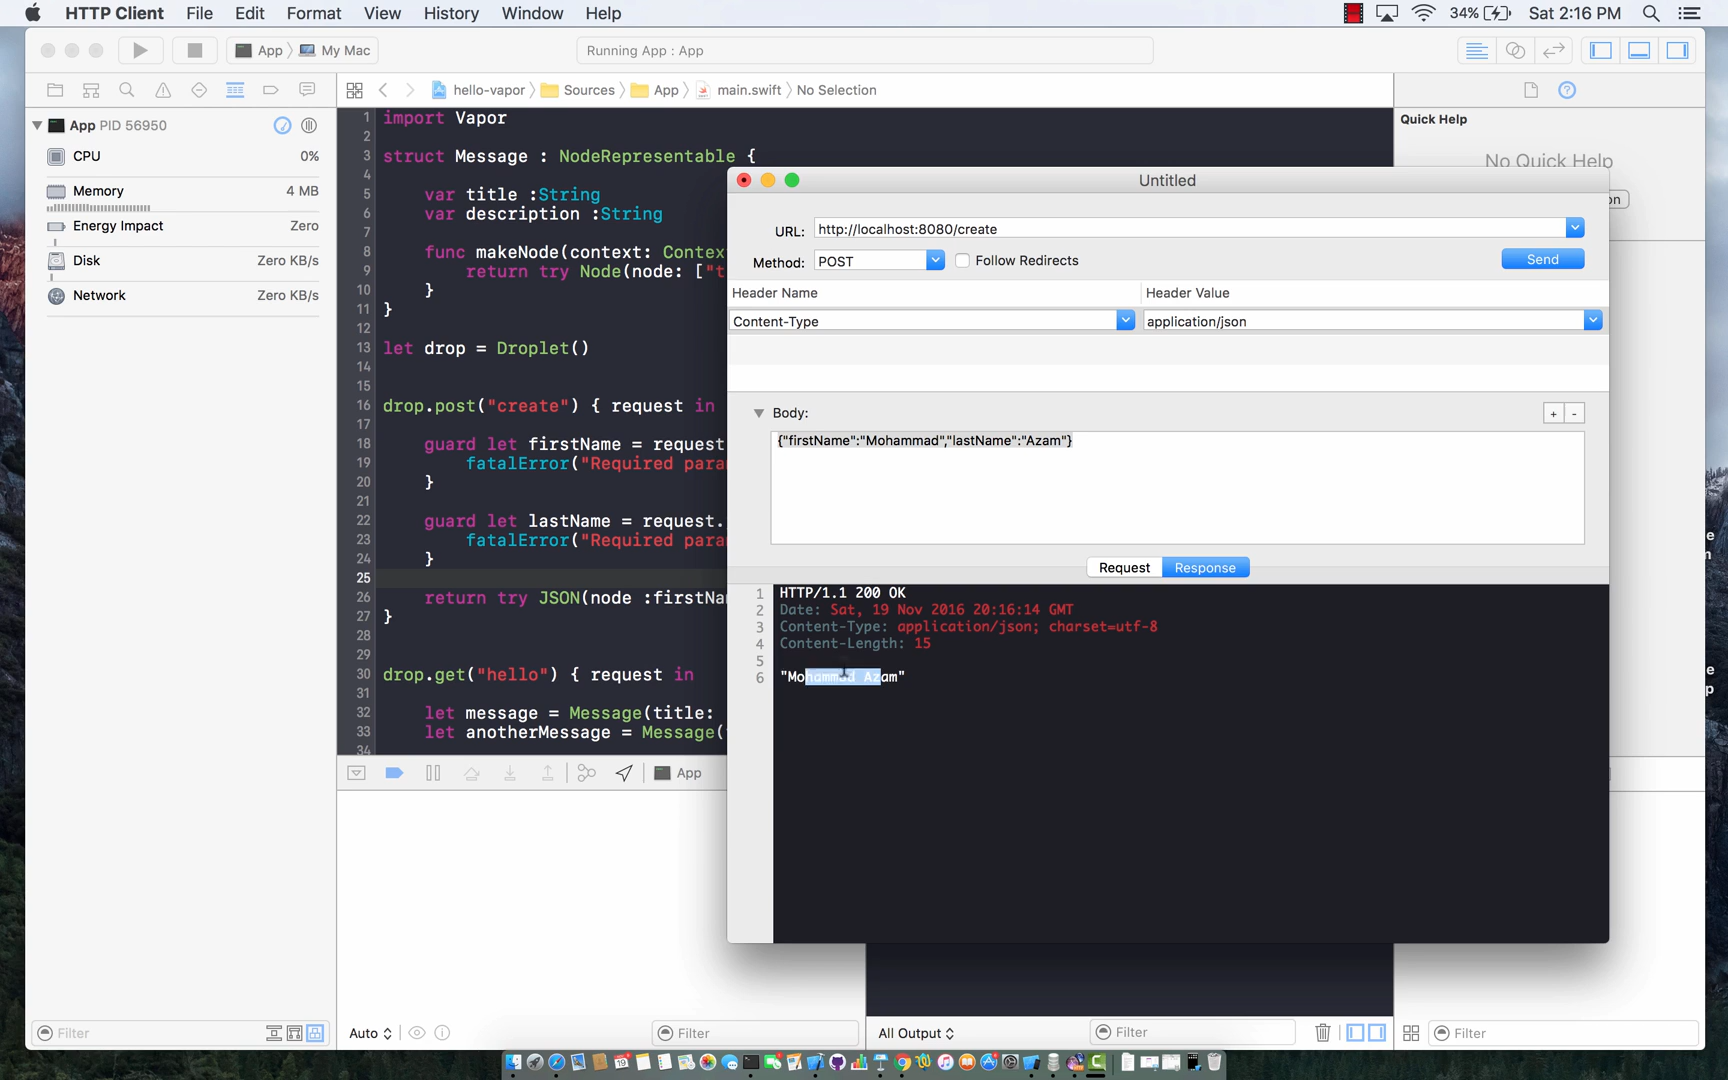 HTTP Client File Edit Format View History Window Help 34% Sat 2:16 PM
App My Mac Running App : App
hello-vapor Sources App main.swift No Selection
App PID 56950
CPU 0%
Memory 4 MB
Energy Impact Zero
Disk Zero KB/s
Network Zero KB/s
1 import Vapor
2
3 struct Message : NodeRepresentable {
4
5 var title :String
6 var description :String
7
8 func makeNode(context: Contex
9 return try Node(node: ["t
10 }
11 }
12
13 let drop = Droplet()
14
15
16 drop.post("create") { request in
17
18 guard let firstName = request
19 fatalError("Required para
20 }
21
22 guard let lastName = request.
23 fatalError("Required para
24 }
25
26 return try JSON(node :firstNa
27 }
28
29
30 drop.get("hello") { request in
31
32 let message = Message(title:
33 let anotherMessage = Message(
34
Quick Help
No Quick Help
on
Untitled
URL: http://localhost:8080/create
Method: POST Follow Redirects Send
Header Name Header Value
Content-Type application/json
Body: + -
{"firstName":"Mohammad","lastName":"Azam"}
Request Response
1 HTTP/1.1 200 OK
2 Date: Sat, 19 Nov 2016 20:16:14 GMT
3 Content-Type: application/json; charset=utf-8
4 Content-Length: 15
5
6 "Mohammad Azam"
App
Filter Auto Filter All Output Filter Filter